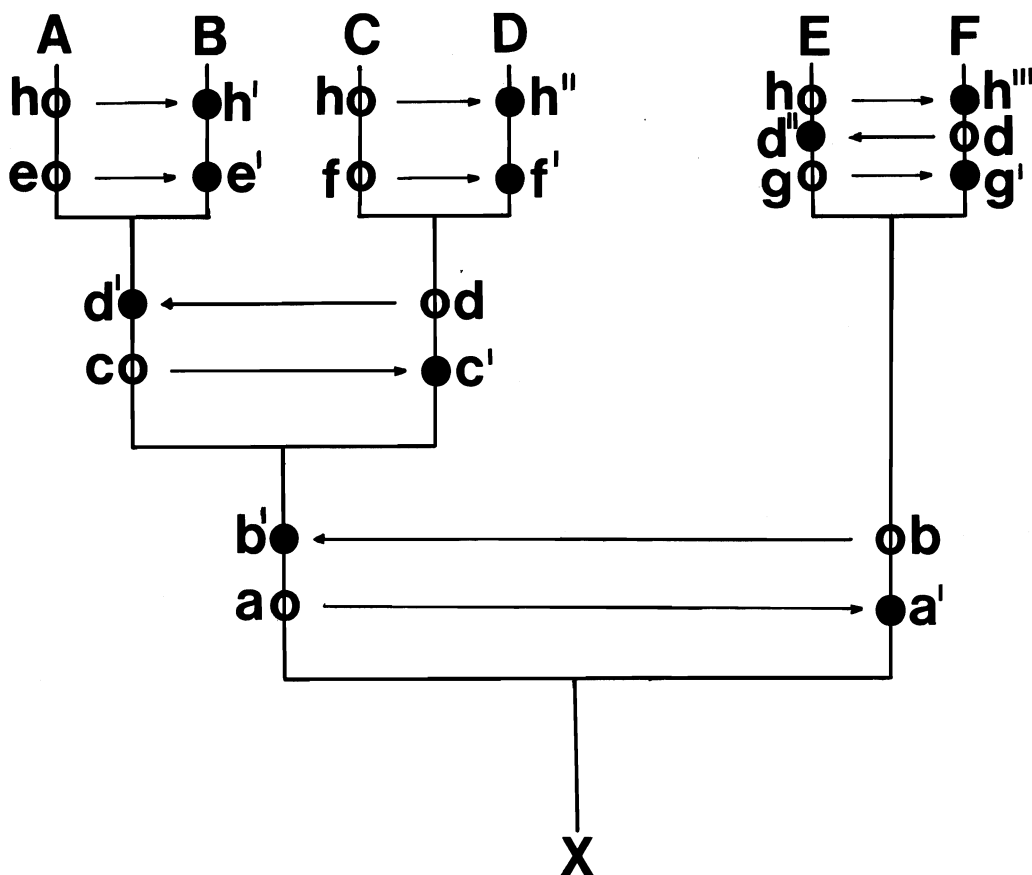 A B C D E F
h h' h h'' h h'''
d'' d
e e' f f' g g'
d' d
c c'
b' b
a a'
X